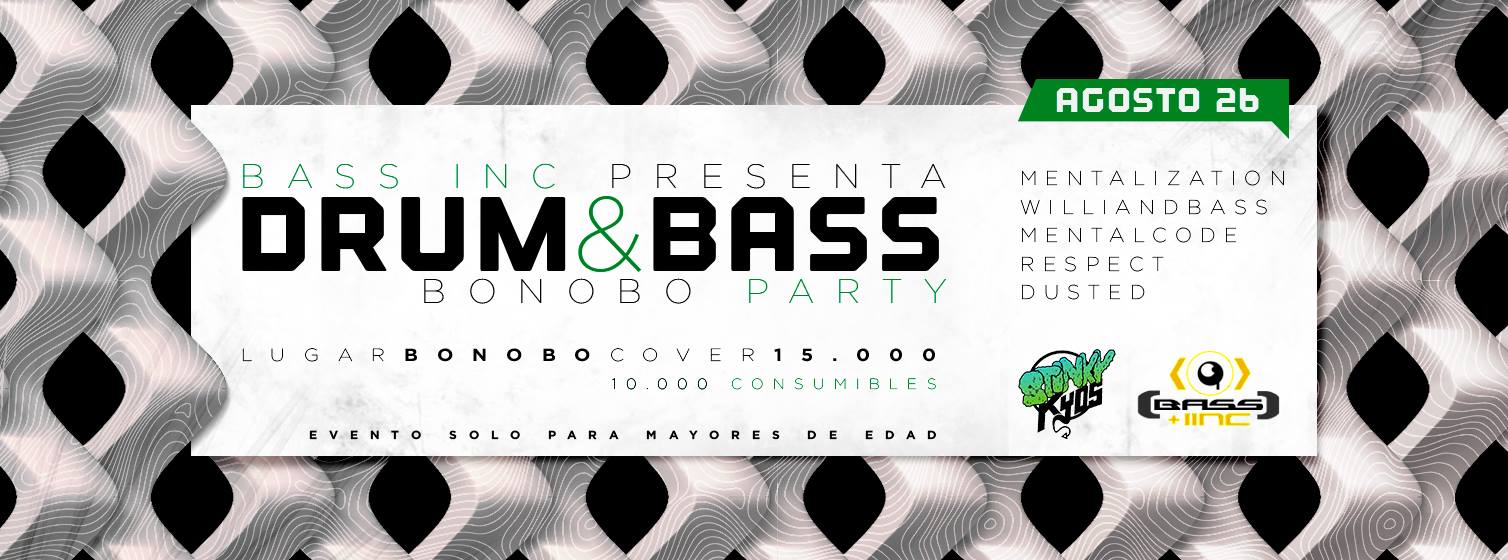 AGOSTO 26
BASS INC PRESENTA
DRUM&BASS
BONOBO PARTY
LUGAR BONOBO COVER 15.000
10.000 CONSUMIBLES
EVENTO SOLO PARA MAYORES DE EDAD
MENTALIZATION
WILLIANDBASS
MENTALCODE
RESPECT
DUSTED
STINKY
KYDS
BASS
+IINC